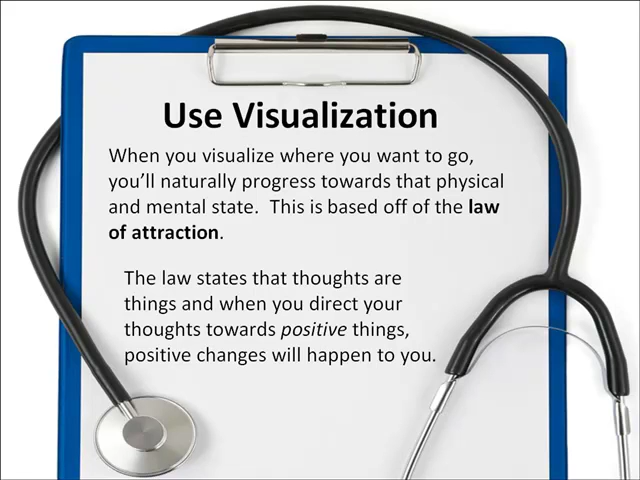 Use Visualization
When you visualize where you want to go,
you'll naturally progress towards that physical
and mental state.  This is based off of the law
of attraction.
The law states that thoughts are
things and when you direct your
thoughts towards positive things,
positive changes will happen to you.